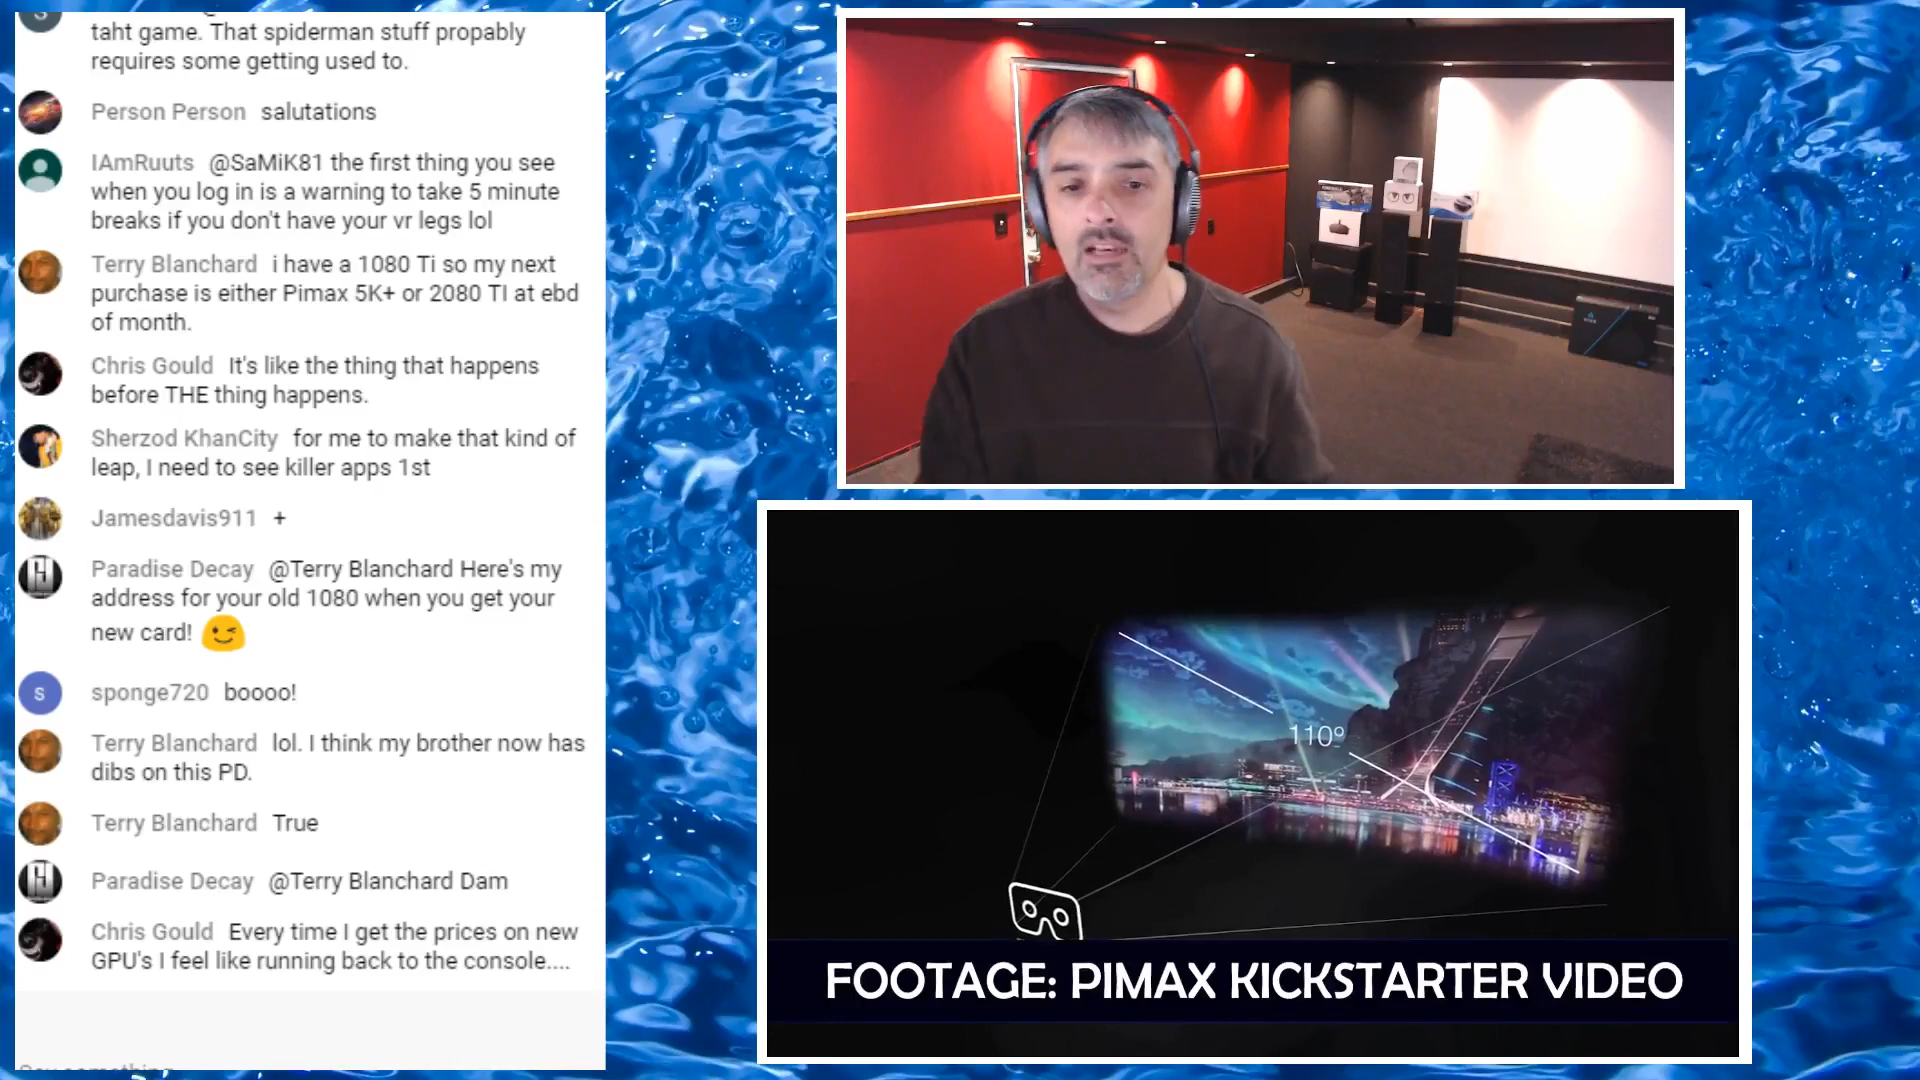 taht game. That spiderman stuff propably
requires some getting used to.
Person Person salutations
IAmRuuts @SaMiK81 the first thing you see
when you log in is a warning to take 5 minute
breaks if you don't have your vr legs lol
Terry Blanchard i have a 1080 Ti so my next
purchase is either Pimax 5K+ or 2080 TI at ebd
of month.
Chris Gould It's like the thing that happens
before THE thing happens.
Sherzod KhanCity for me to make that kind of
leap, I need to see killer apps 1st
Jamesdavis911 +
Paradise Decay @Terry Blanchard Here's my
address for your old 1080 when you get your
new card!
S
sponge720 boooo!
Terry Blanchard lol. I think my brother now has
dibs on this PD.
Terry Blanchard True
Paradise Decay @Terry Blanchard Dam
Chris Gould Every time I get the prices on new
GPU's I feel like running back to the console....
110º
FOOTAGE: PIMAX KICKSTARTER VIDEO